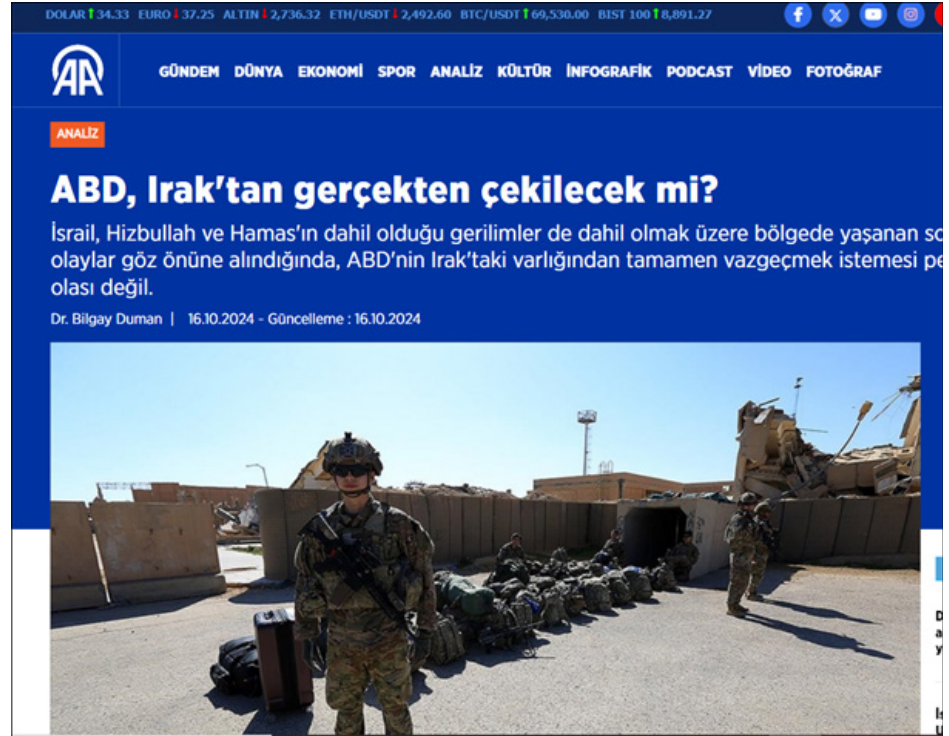 DOLAR 34.33 EURO 37.25 ALTIN 2,736.32 ETH/USDT 2,492.60 BTC/USDT 69,530.00 BIST 100 8,891.27
AA
GÜNDEM DÜNYA EKONOMİ SPOR ANALİZ KÜLTÜR İNFOGRAFİK PODCAST VİDEO FOTOĞRAF
ANALİZ
ABD, Irak'tan gerçekten çekilecek mi?
İsrail, Hizbullah ve Hamas'ın dahil olduğu gerilimler de dahil olmak üzere bölgede yaşanan
olaylar göz önüne alındığında, ABD'nin Irak'taki varlığından tamamen vazgeçmek istemesi
olası değil.
Dr. Bilgay Duman | 16.10.2024 - Güncelleme : 16.10.2024